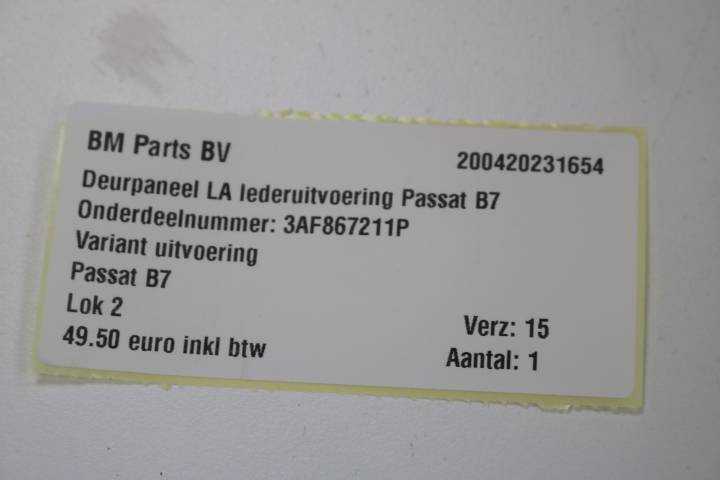 BM Parts BV 200420231654
Deurpaneel LA lederuitvoering Passat B7
Onderdeelnummer: 3AF867211P
Variant uitvoering
Passat B7
Lok 2
Verz: 15
49.50 euro inkl btw
Aantal: 1